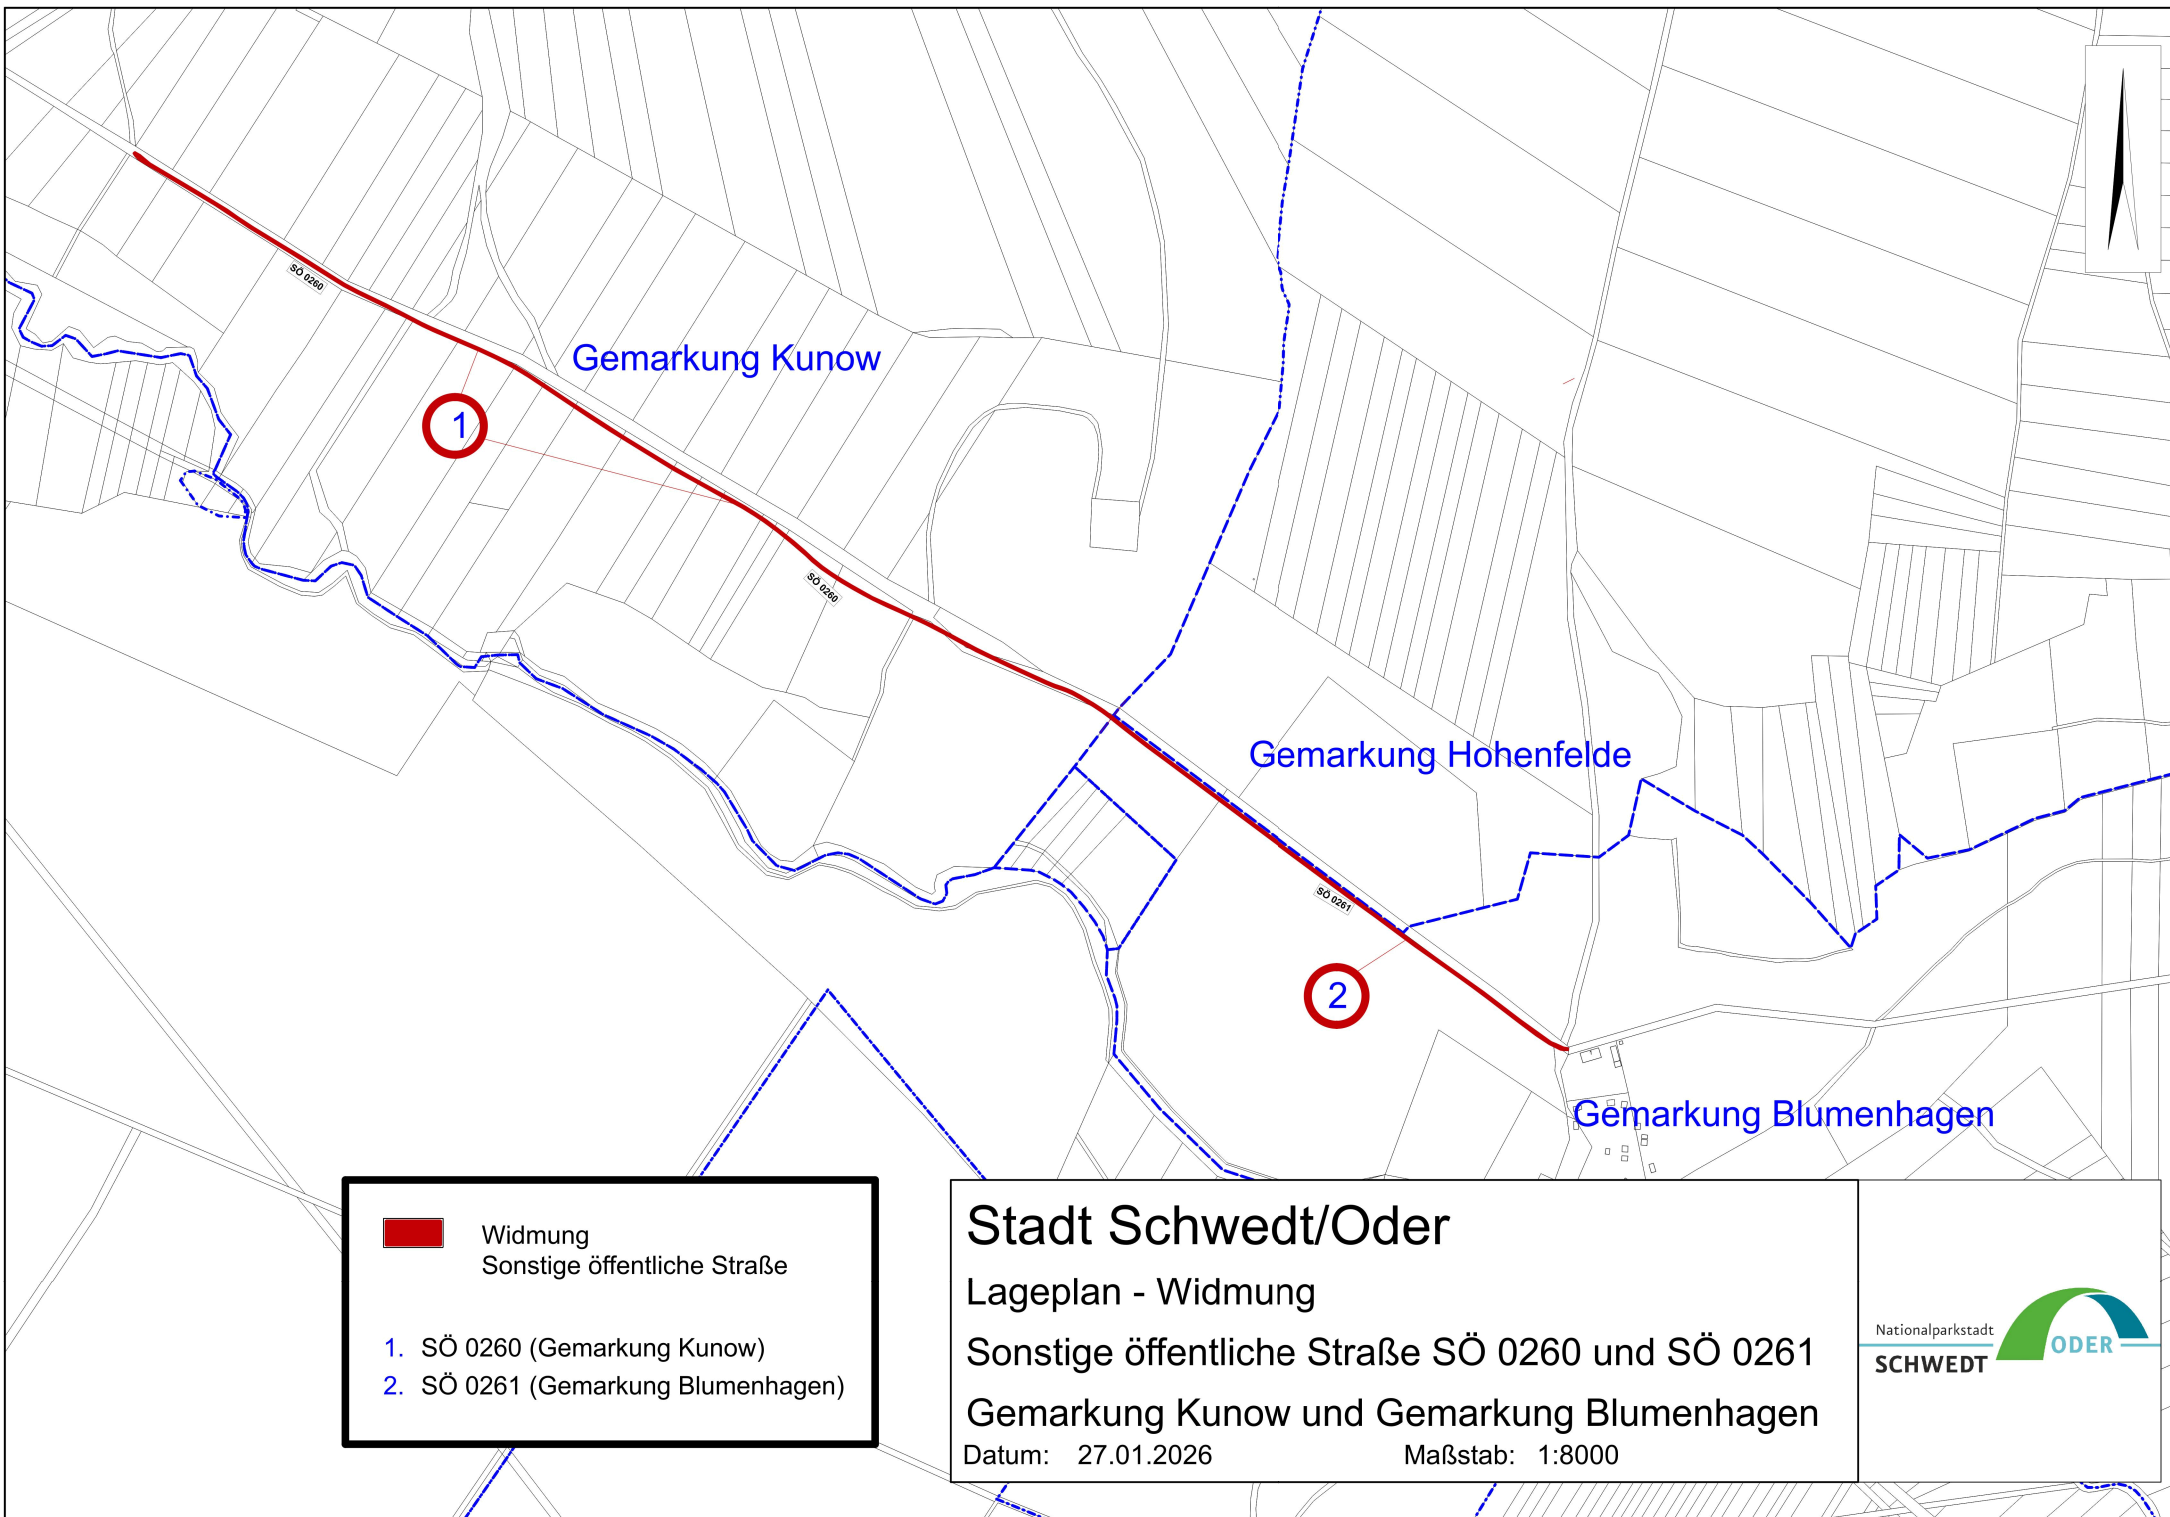 SÖ 0260
Gemarkung Kunow
1
SÖ 0260
Gemarkung Hohenfelde
SÖ 0261
2
Gemarkung Blumenhagen
Widmung
Sonstige öffentliche Straße
1. SÖ 0260 (Gemarkung Kunow)
2. SÖ 0261 (Gemarkung Blumenhagen)
Stadt Schwedt/Oder
Lageplan - Widmung
Sonstige öffentliche Straße SÖ 0260 und SÖ 0261
Gemarkung Kunow und Gemarkung Blumenhagen
Datum: 27.01.2026 Maßstab: 1:8000
Nationalparkstadt
SCHWEDT
ODER